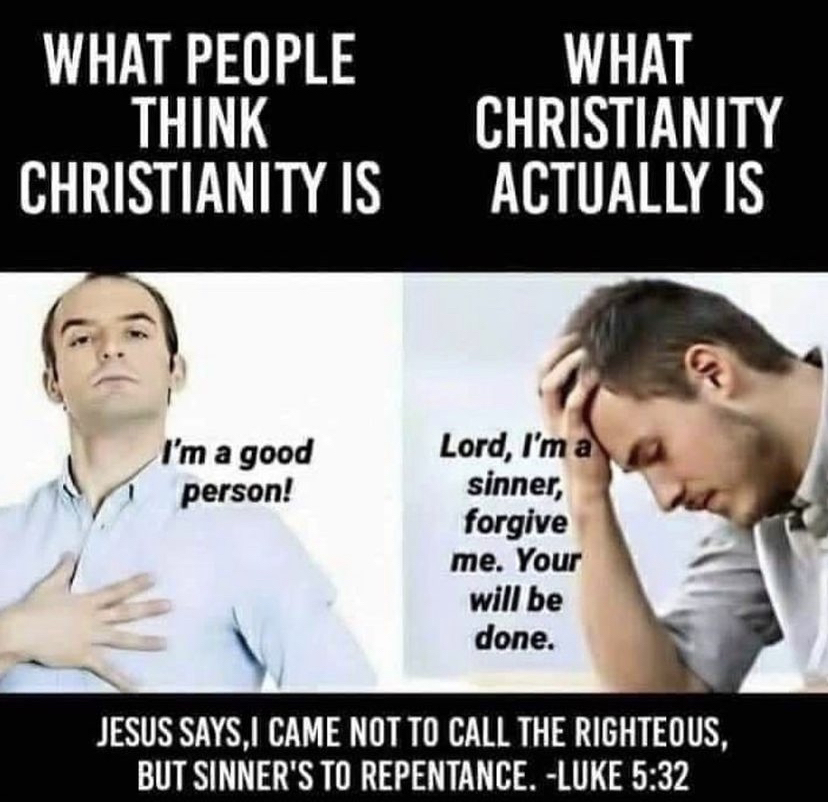 WHAT PEOPLE
THINK
CHRISTIANITY IS
WHAT
CHRISTIANITY
ACTUALLY IS
I'm a good
person!
Lord, I'm a
sinner,
forgive
me. Your
will be
done.
JESUS SAYS,I CAME NOT TO CALL THE RIGHTEOUS,
BUT SINNER'S TO REPENTANCE. -LUKE 5:32